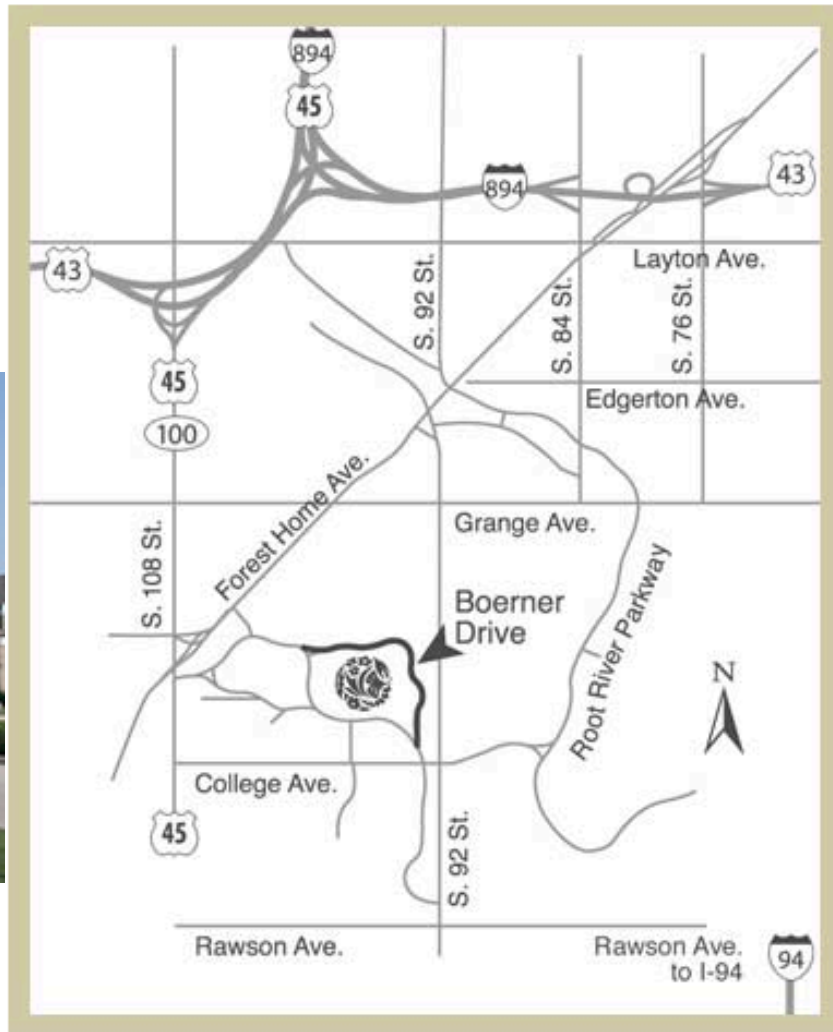 894
45
894
43
43
Layton Ave.
S. 92 St.
S. 84 St.
S. 76 St.
45
100
Edgerton Ave.
Forest Home Ave.
Grange Ave.
S. 108 St.
Boerner
Drive
Root River Parkway
N
College Ave.
45
S. 92 St.
Rawson Ave.
Rawson Ave.
to I-94
94